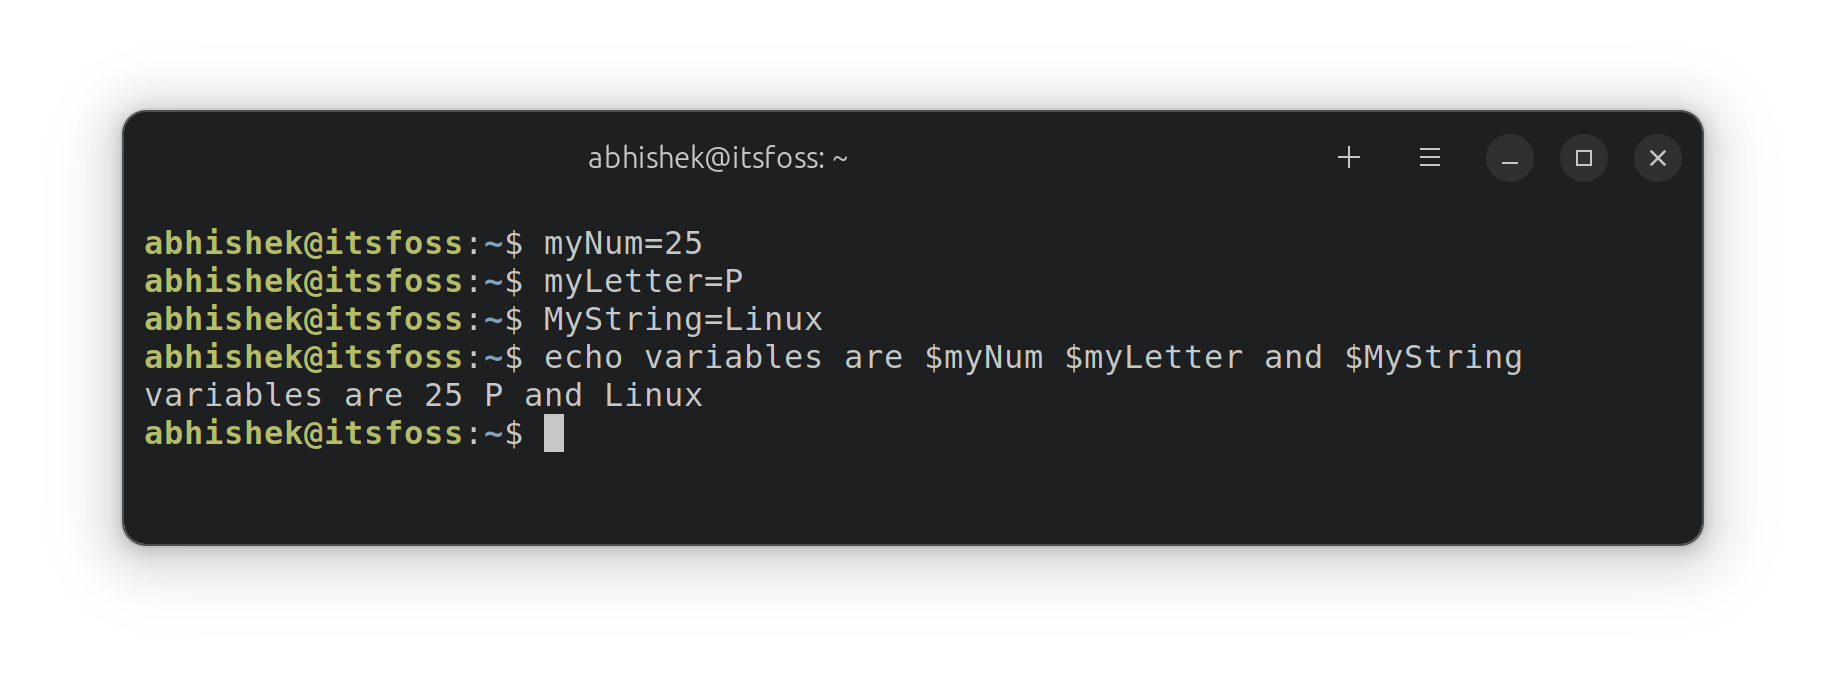 abhishek@itsfoss: ~
abhishek@itsfoss:~$ myNum=25
abhishek@itsfoss:~$ myLetter=P
abhishek@itsfoss:~$ MyString=Linux
abhishek@itsfoss:~$ echo variables are $myNum $myLetter and $MyString
variables are 25 P and Linux
abhishek@itsfoss:~$